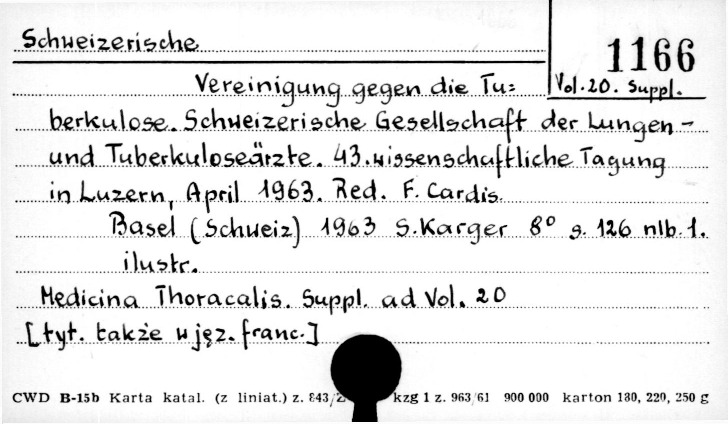 Schweizerische
1166
Vol. 20. Suppl.
Vereinigung gegen die Tu=
berkulose. Schweizerische Gesellschaft der Lungen-
und Tuberkuloseärzte. 43. wissenschaftliche Tagung
in Luzern, April 1963. Red. F. Cardis.
Basel (Schweiz) 1963 S. Karger 8° s. 126 nlb. 1.
ilustr.
Medicina Thoracalis. Suppl. ad Vol. 20
[tyt. także w jęz. franc.]
CWD B-15b Karta katal. (z liniat.) z. 843/Z kzg 1 z. 963/61 900 000 karton 180, 220, 250 g